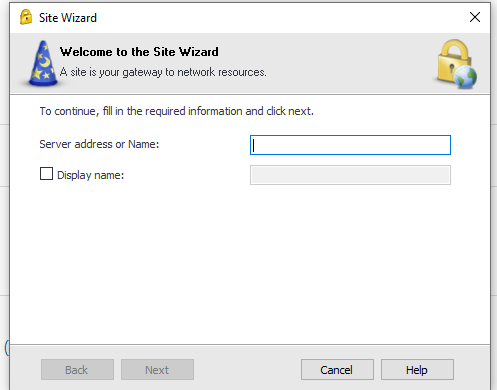 Site Wizard
Welcome to the Site Wizard
A site is your gateway to network resources.
To continue, fill in the required information and click next.
Server address or Name:
Display name:
Back Next Cancel Help